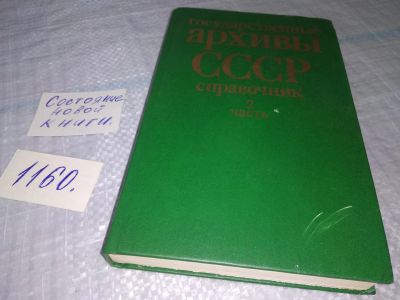 государственные
архивы
СССР
справочник
2
часть
Состояние
новой
книги.
1160.